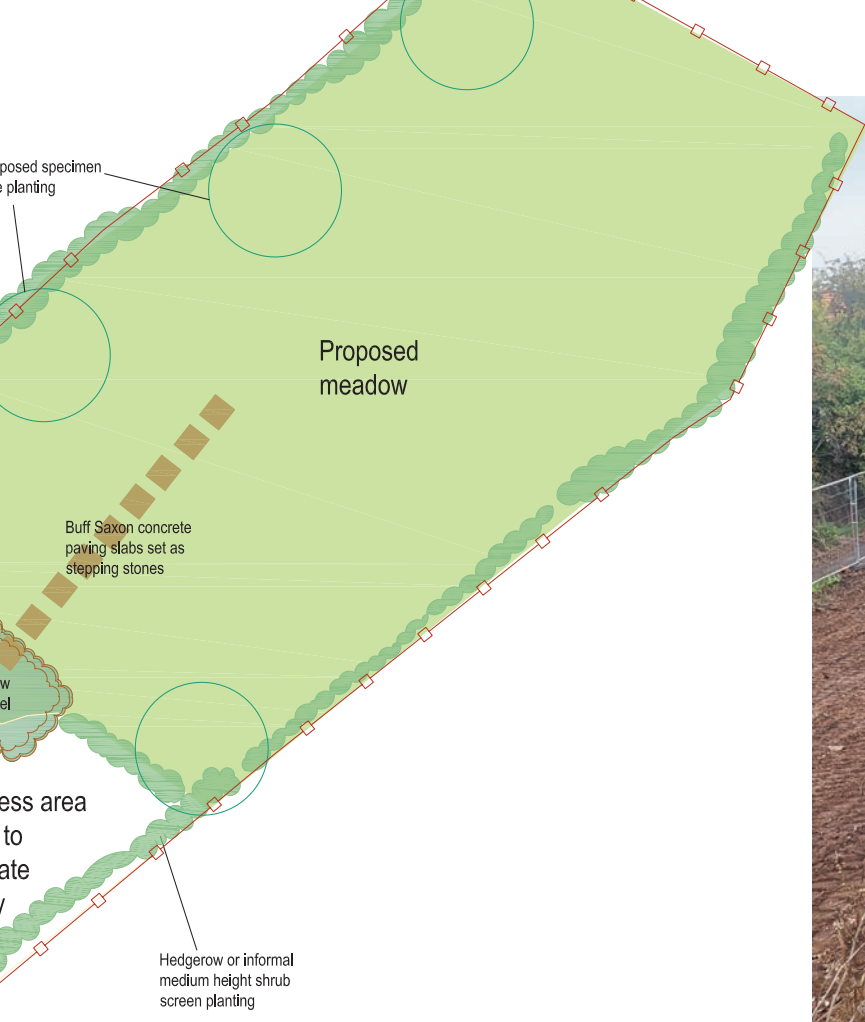 posed specimen
e planting
Proposed
meadow
Buff Saxon concrete
paving slabs set as
stepping stones
w
el
ess area
to
ate
y
Hedgerow or informal
medium height shrub
screen planting